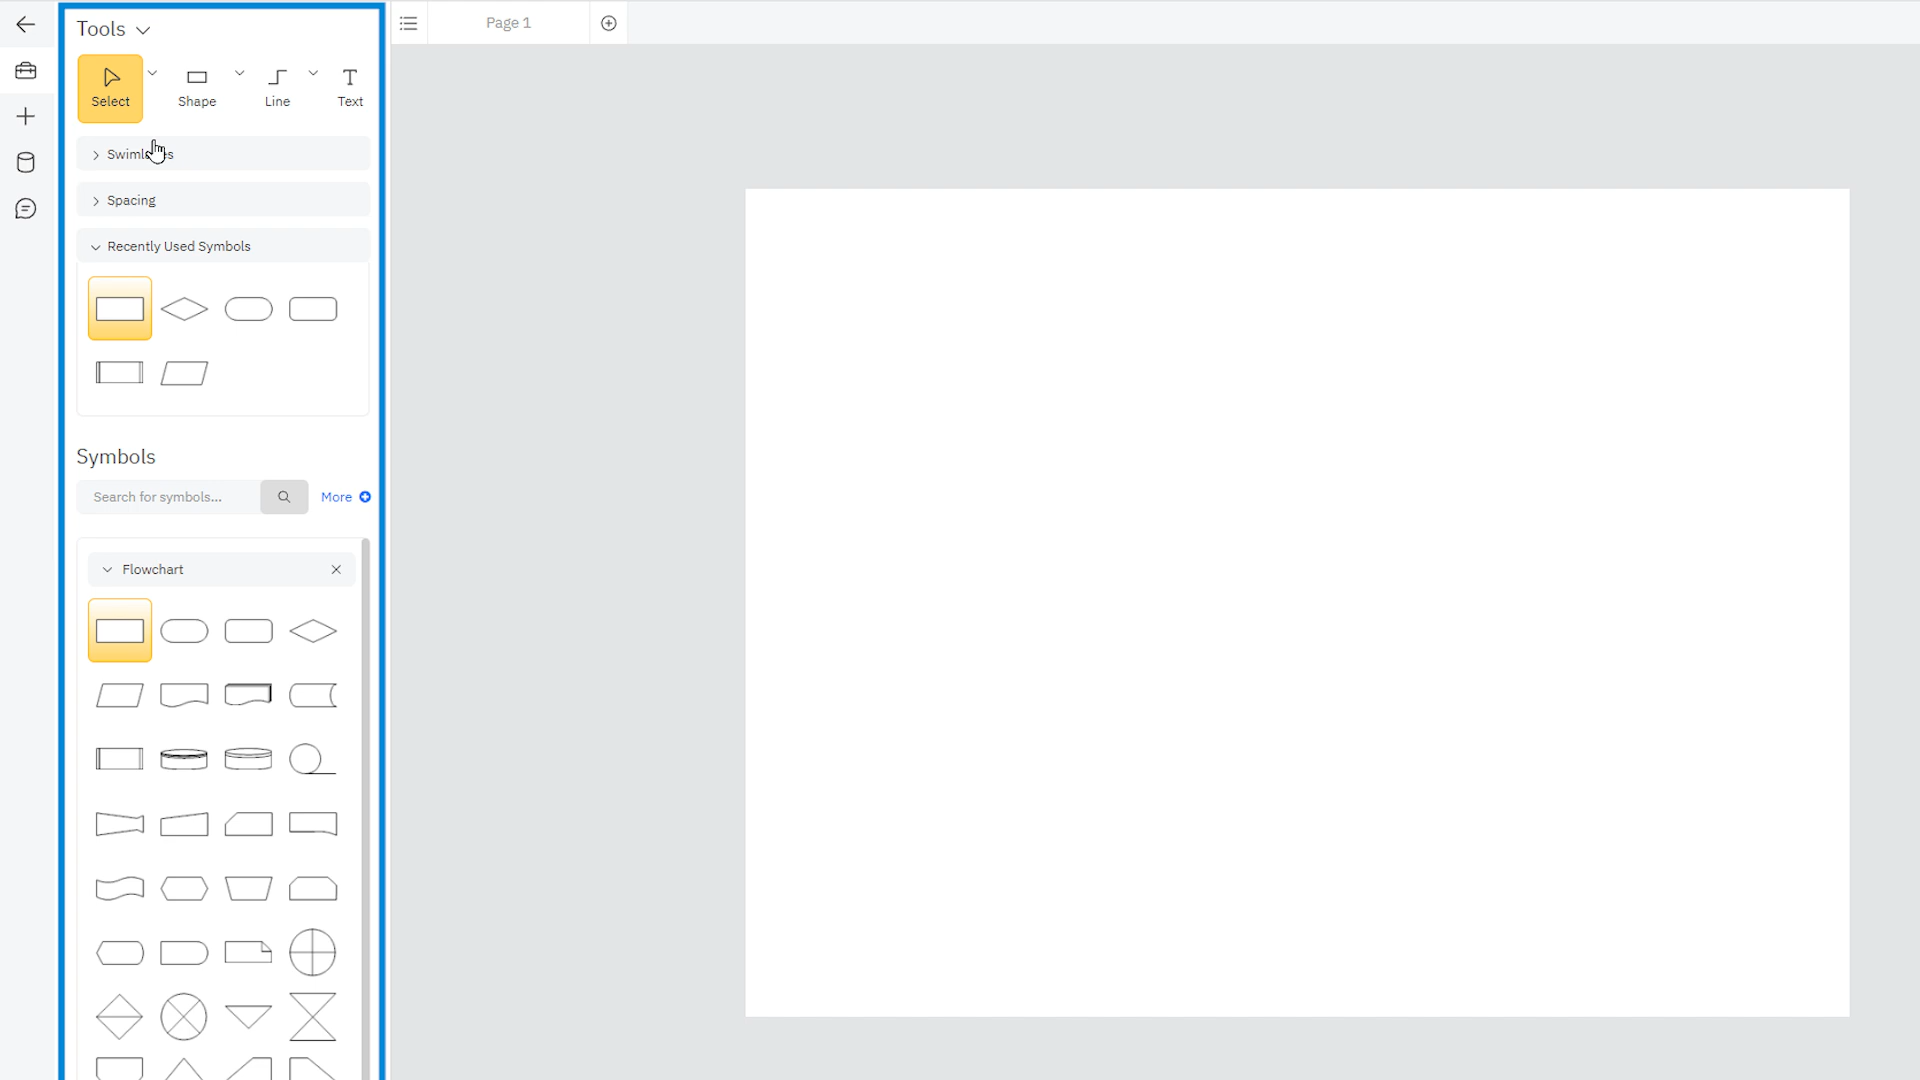 Tools
Page 1
Select
Shape
Line
Text
Spacing
Recently Used Symbols
Symbols
Search for symbols...
More
Flowchart